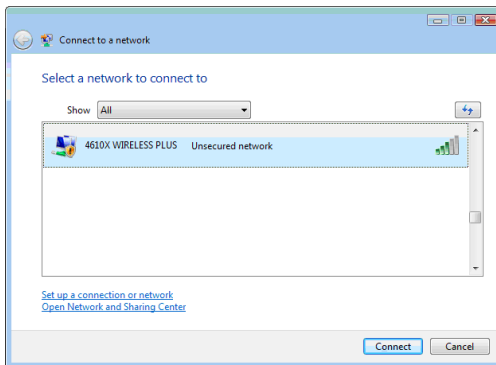 Connect to a network
Select a network to connect to
Show All
4610X WIRELESS PLUS Unsecured network
Set up a connection or network
Open Network and Sharing Center
Connect Cancel